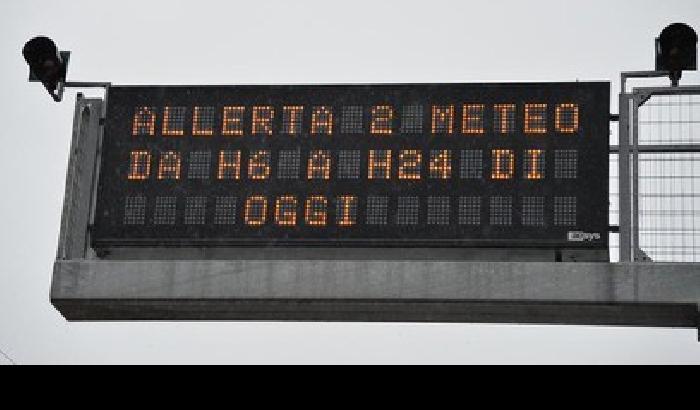 ALLERTA 2 METEO
DA H6 A H24 DI
OGGI